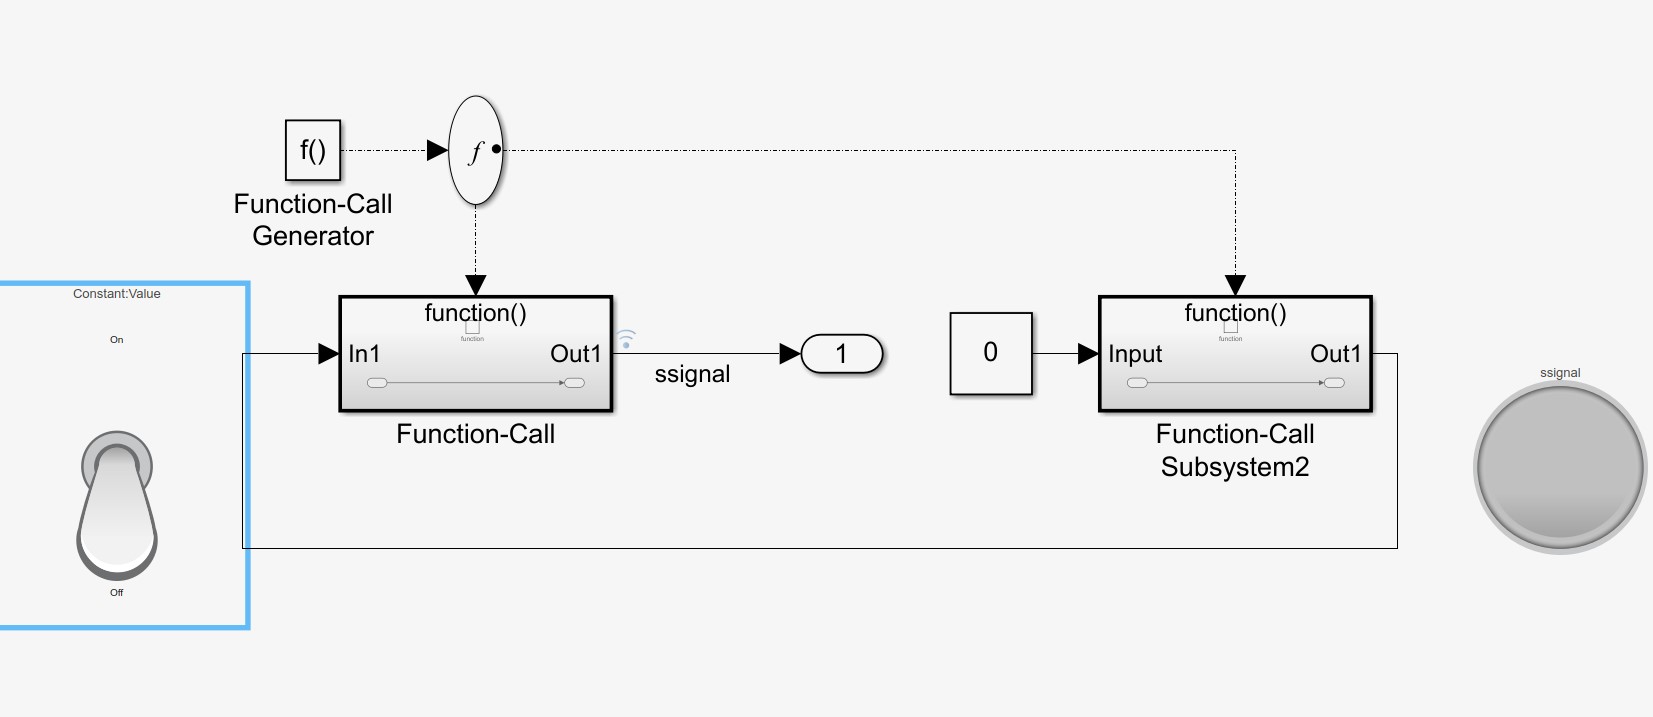 f()
f
Function-Call
Generator
Constant:Value
On
Off
function()
function
In1
Out1
Function-Call
ssignal
1
0
function()
function
Input
Out1
Function-Call
Subsystem2
ssignal